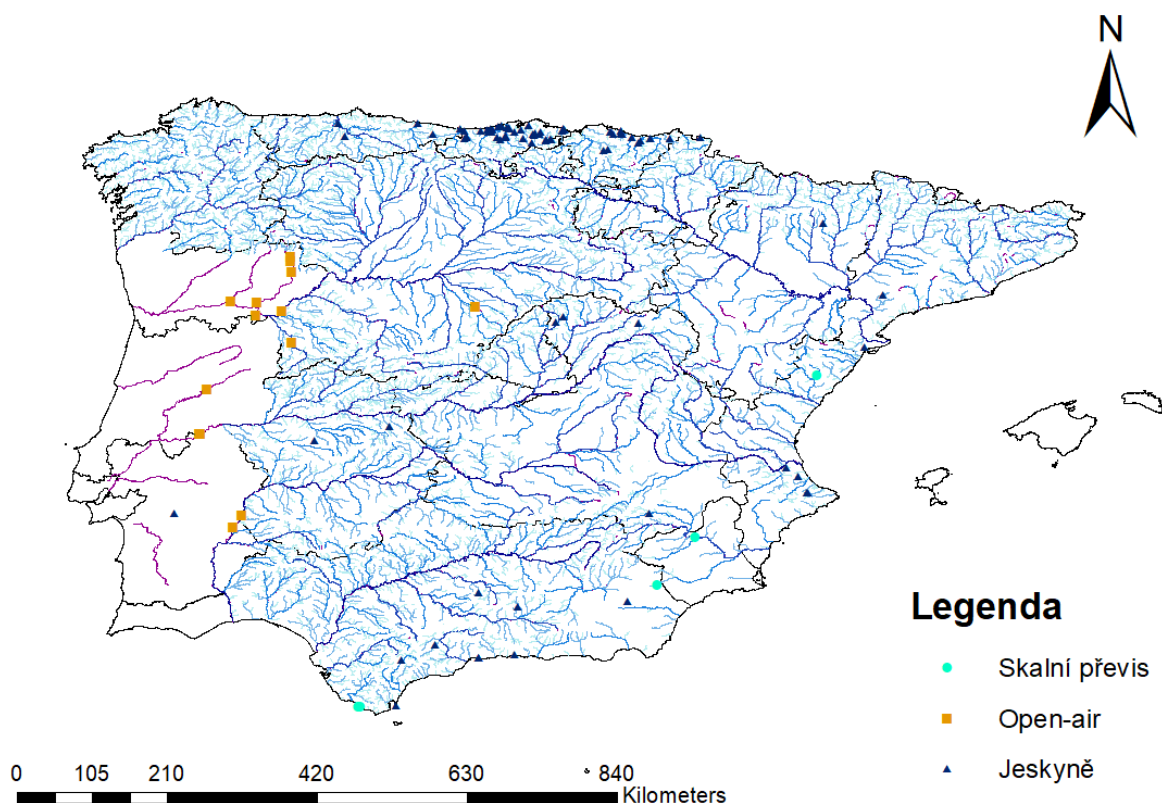 N
Legenda
Skalní převis
Open-air
Jeskyně
0 105 210 420 630 840
Kilometers